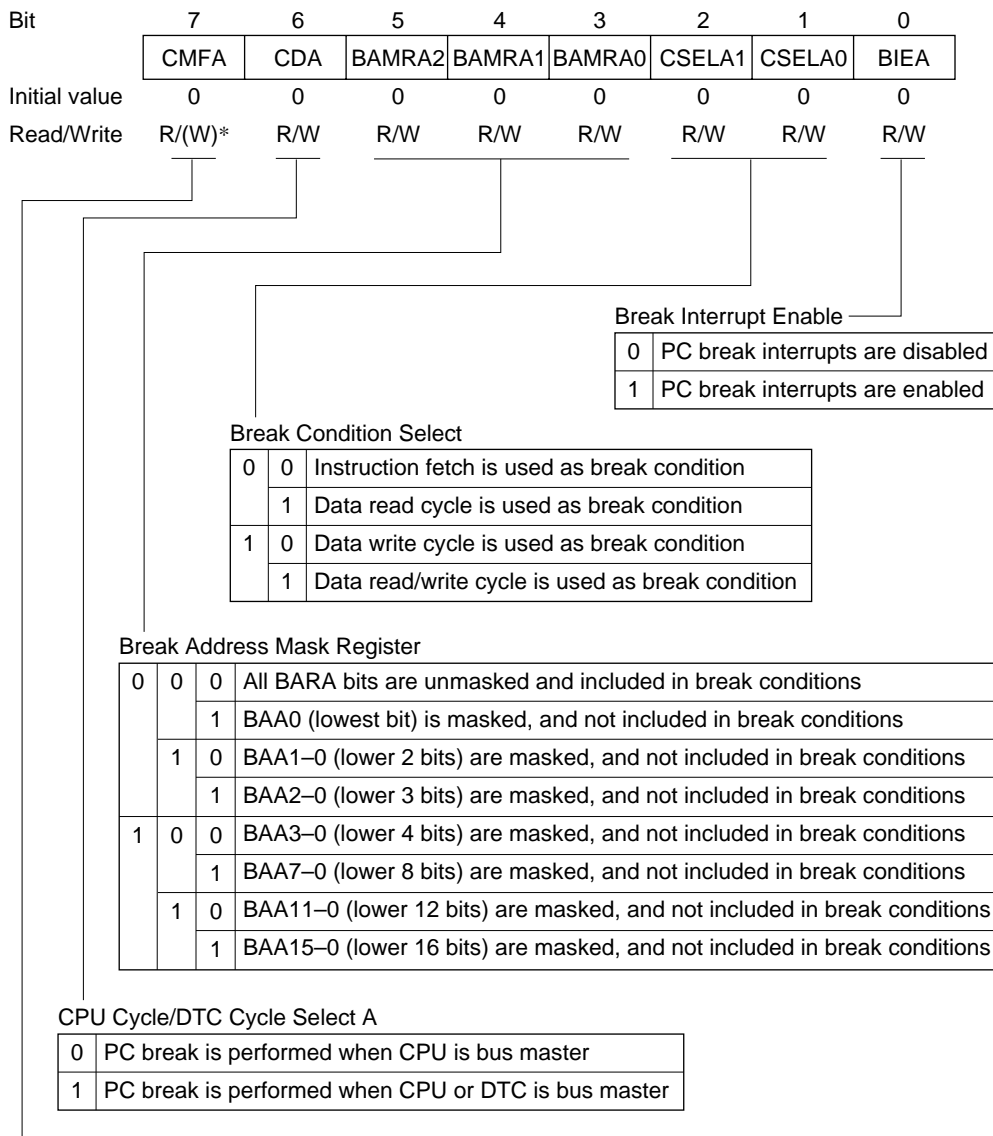 Bit 7 6 5 4 3 2 1 0
CMFA CDA BAMRA2 BAMRA1 BAMRA0 CSELA1 CSELA0 BIEA
Initial value 0 0 0 0 0 0 0 0
Read/Write R/(W)* R/W R/W R/W R/W R/W R/W R/W
Break Interrupt Enable
0 PC break interrupts are disabled
1 PC break interrupts are enabled
Break Condition Select
0 0 Instruction fetch is used as break condition
1 Data read cycle is used as break condition
1 0 Data write cycle is used as break condition
1 Data read/write cycle is used as break condition
Break Address Mask Register
0 0 0 All BARA bits are unmasked and included in break conditions
1 BAA0 (lowest bit) is masked, and not included in break conditions
1 0 BAA1–0 (lower 2 bits) are masked, and not included in break conditions
1 BAA2–0 (lower 3 bits) are masked, and not included in break conditions
1 0 0 BAA3–0 (lower 4 bits) are masked, and not included in break conditions
1 BAA7–0 (lower 8 bits) are masked, and not included in break conditions
1 0 BAA11–0 (lower 12 bits) are masked, and not included in break conditions
1 BAA15–0 (lower 16 bits) are masked, and not included in break conditions
CPU Cycle/DTC Cycle Select A
0 PC break is performed when CPU is bus master
1 PC break is performed when CPU or DTC is bus master